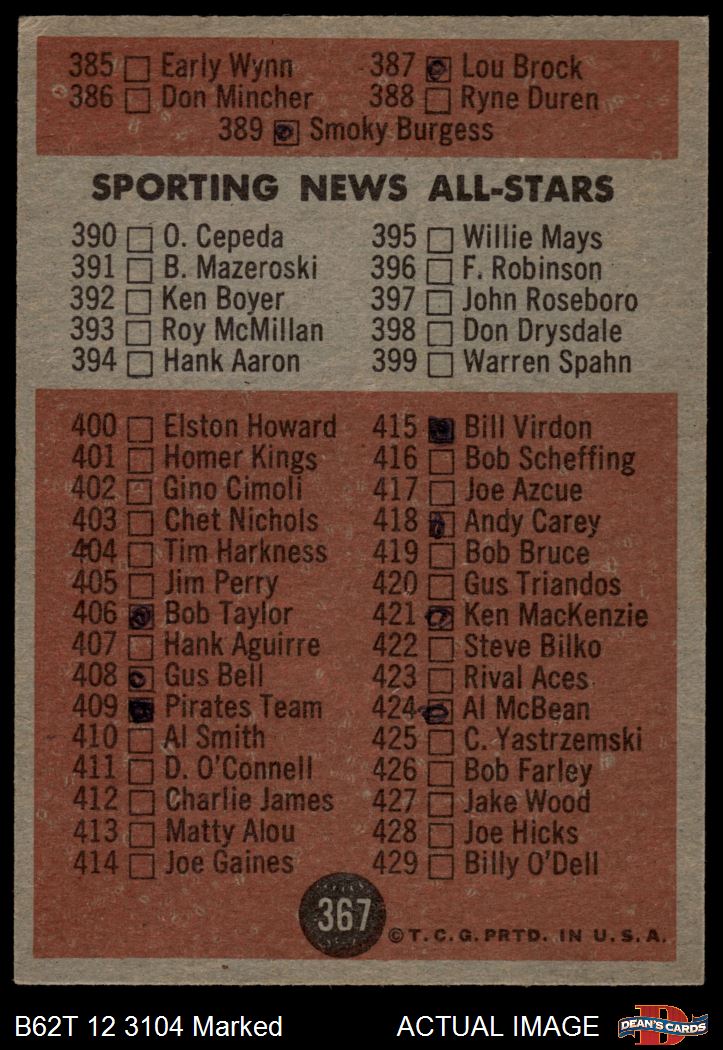 385 Early Wynn 387 Lou Brock
386 Don Mincher 388 Ryne Duren
389 Smoky Burgess
SPORTING NEWS ALL-STARS
390 O. Cepeda 395 Willie Mays
391 B. Mazeroski 396 F. Robinson
392 Ken Boyer 397 John Roseboro
393 Roy McMillan 398 Don Drysdale
394 Hank Aaron 399 Warren Spahn
400 Elston Howard 415 Bill Virdon
401 Homer Kings 416 Bob Scheffing
402 Gino Cimoli 417 Joe Azcue
403 Chet Nichols 418 Andy Carey
404 Tim Harkness 419 Bob Bruce
405 Jim Perry 420 Gus Triandos
406 Bob Taylor 421 Ken MacKenzie
407 Hank Aguirre 422 Steve Bilko
408 Gus Bell 423 Rival Aces
409 Pirates Team 424 Al McBean
410 Al Smith 425 C. Yastrzemski
411 D. O'Connell 426 Bob Farley
412 Charlie James 427 Jake Wood
413 Matty Alou 428 Joe Hicks
414 Joe Gaines 429 Billy O'Dell
367
© T. C. G. PRTD. IN U. S. A.
B62T 12 3104 Marked ACTUAL IMAGE D DEAN'S CARDS